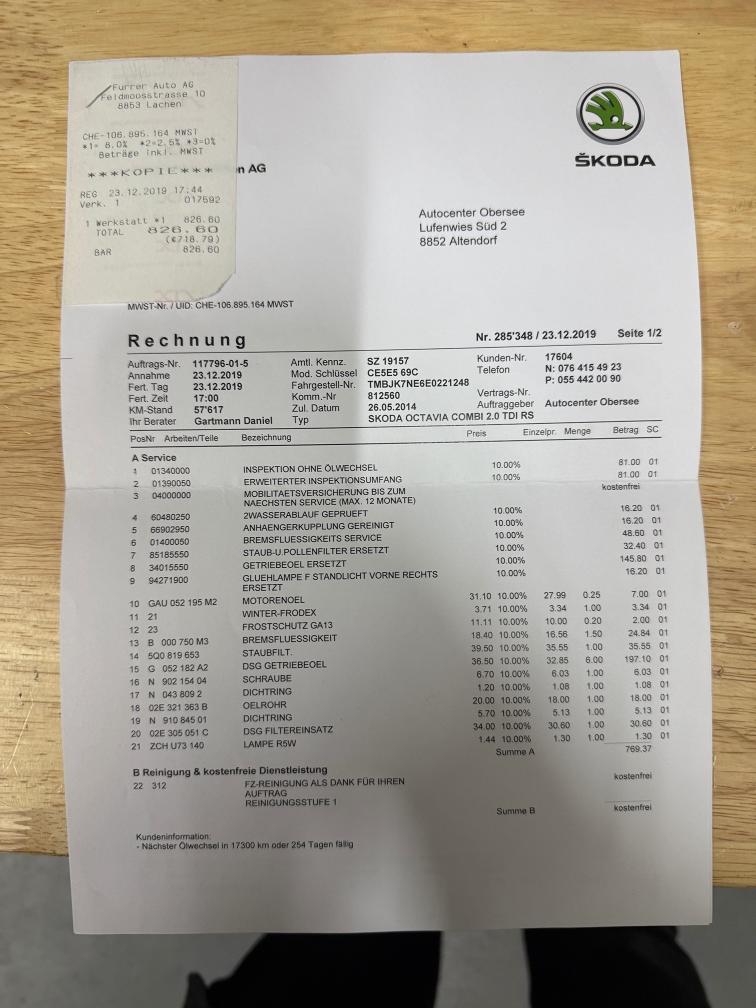 Furrer Auto AG
Feldmoosstrasse 10
8853 Lachen
CHE-106.895.164 MWST
*1= 8.0% *2=2.5% *3=0%
Beträge inkl. MWST
***KOPIE***
REG 23.12.2019 17:44
Verk. 1 017592
1 Werkstatt *1 826.60
TOTAL 826.60
(€718.79)
BAR 826.60
n AG
ŠKODA
Autocenter Obersee
Lufenwies Süd 2
8852 Altendorf
MWST-Nr. / UID: CHE-106.895.164 MWST
Rechnung Nr. 285'348 / 23.12.2019 Seite 1/2
Auftrags-Nr. 117796-01-5 Amtl. Kennz. SZ 19157 Kunden-Nr. 17604
Annahme 23.12.2019 Mod. Schlüssel CE5E5 69C Telefon N: 076 415 49 23
Fert. Tag 23.12.2019 Fahrgestell-Nr. TMBJK7NE6E0221248 P: 055 442 00 90
Fert. Zeit 17:00 Komm.-Nr 812560 Vertrags-Nr.
KM-Stand 57'617 Zul. Datum 26.05.2014 Auftraggeber Autocenter Obersee
Ihr Berater Gartmann Daniel Typ SKODA OCTAVIA COMBI 2.0 TDI RS
PosNr Arbeiten/Teile Bezeichnung Preis Einzelpr. Menge Betrag SC
A Service
1 01340000 INSPEKTION OHNE ÖLWECHSEL 10.00% 81.00 01
2 01390050 ERWEITERTER INSPEKTIONSUMFANG 10.00% 81.00 01
3 04000000 MOBILITAETSVERSICHERUNG BIS ZUM kostenfrei
NAECHSTEN SERVICE (MAX. 12 MONATE)
4 60480250 2WASSERABLAUF GEPRUEFT 10.00% 16.20 01
5 66902950 ANHAENGERKUPPLUNG GEREINIGT 10.00% 16.20 01
6 01400050 BREMSFLUESSIGKEITS SERVICE 10.00% 48.60 01
7 85185550 STAUB-U.POLLENFILTER ERSETZT 10.00% 32.40 01
8 34015550 GETRIEBEOEL ERSETZT 10.00% 145.80 01
9 94271900 GLUEHLAMPE F STANDLICHT VORNE RECHTS 10.00% 16.20 01
ERSETZT
10 GAU 052 195 M2 MOTORENOEL 31.10 10.00% 27.99 0.25 7.00 01
11 21 WINTER-FRODEX 3.71 10.00% 3.34 1.00 3.34 01
12 23 FROSTSCHUTZ GA13 11.11 10.00% 10.00 0.20 2.00 01
13 B 000 750 M3 BREMSFLUESSIGKEIT 18.40 10.00% 16.56 1.50 24.84 01
14 5Q0 819 653 STAUBFILT. 39.50 10.00% 35.55 1.00 35.55 01
15 G 052 182 A2 DSG GETRIEBEOEL 36.50 10.00% 32.85 6.00 197.10 01
16 N 902 154 04 SCHRAUBE 6.70 10.00% 6.03 1.00 6.03 01
17 N 043 809 2 DICHTRING 1.20 10.00% 1.08 1.00 1.08 01
18 02E 321 363 B OELROHR 20.00 10.00% 18.00 1.00 18.00 01
19 N 910 845 01 DICHTRING 5.70 10.00% 5.13 1.00 5.13 01
20 02E 305 051 C DSG FILTEREINSATZ 34.00 10.00% 30.60 1.00 30.60 01
21 ZCH U73 140 LAMPE R5W 1.44 10.00% 1.30 1.00 1.30 01
Summe A 769.37
B Reinigung & kostenfreie Dienstleistung
22 312 FZ-REINIGUNG ALS DANK FÜR IHREN kostenfrei
AUFTRAG
REINIGUNGSSTUFE 1
Summe B kostenfrei
Kundeninformation:
- Nächster Ölwechsel in 17300 km oder 254 Tagen fällig